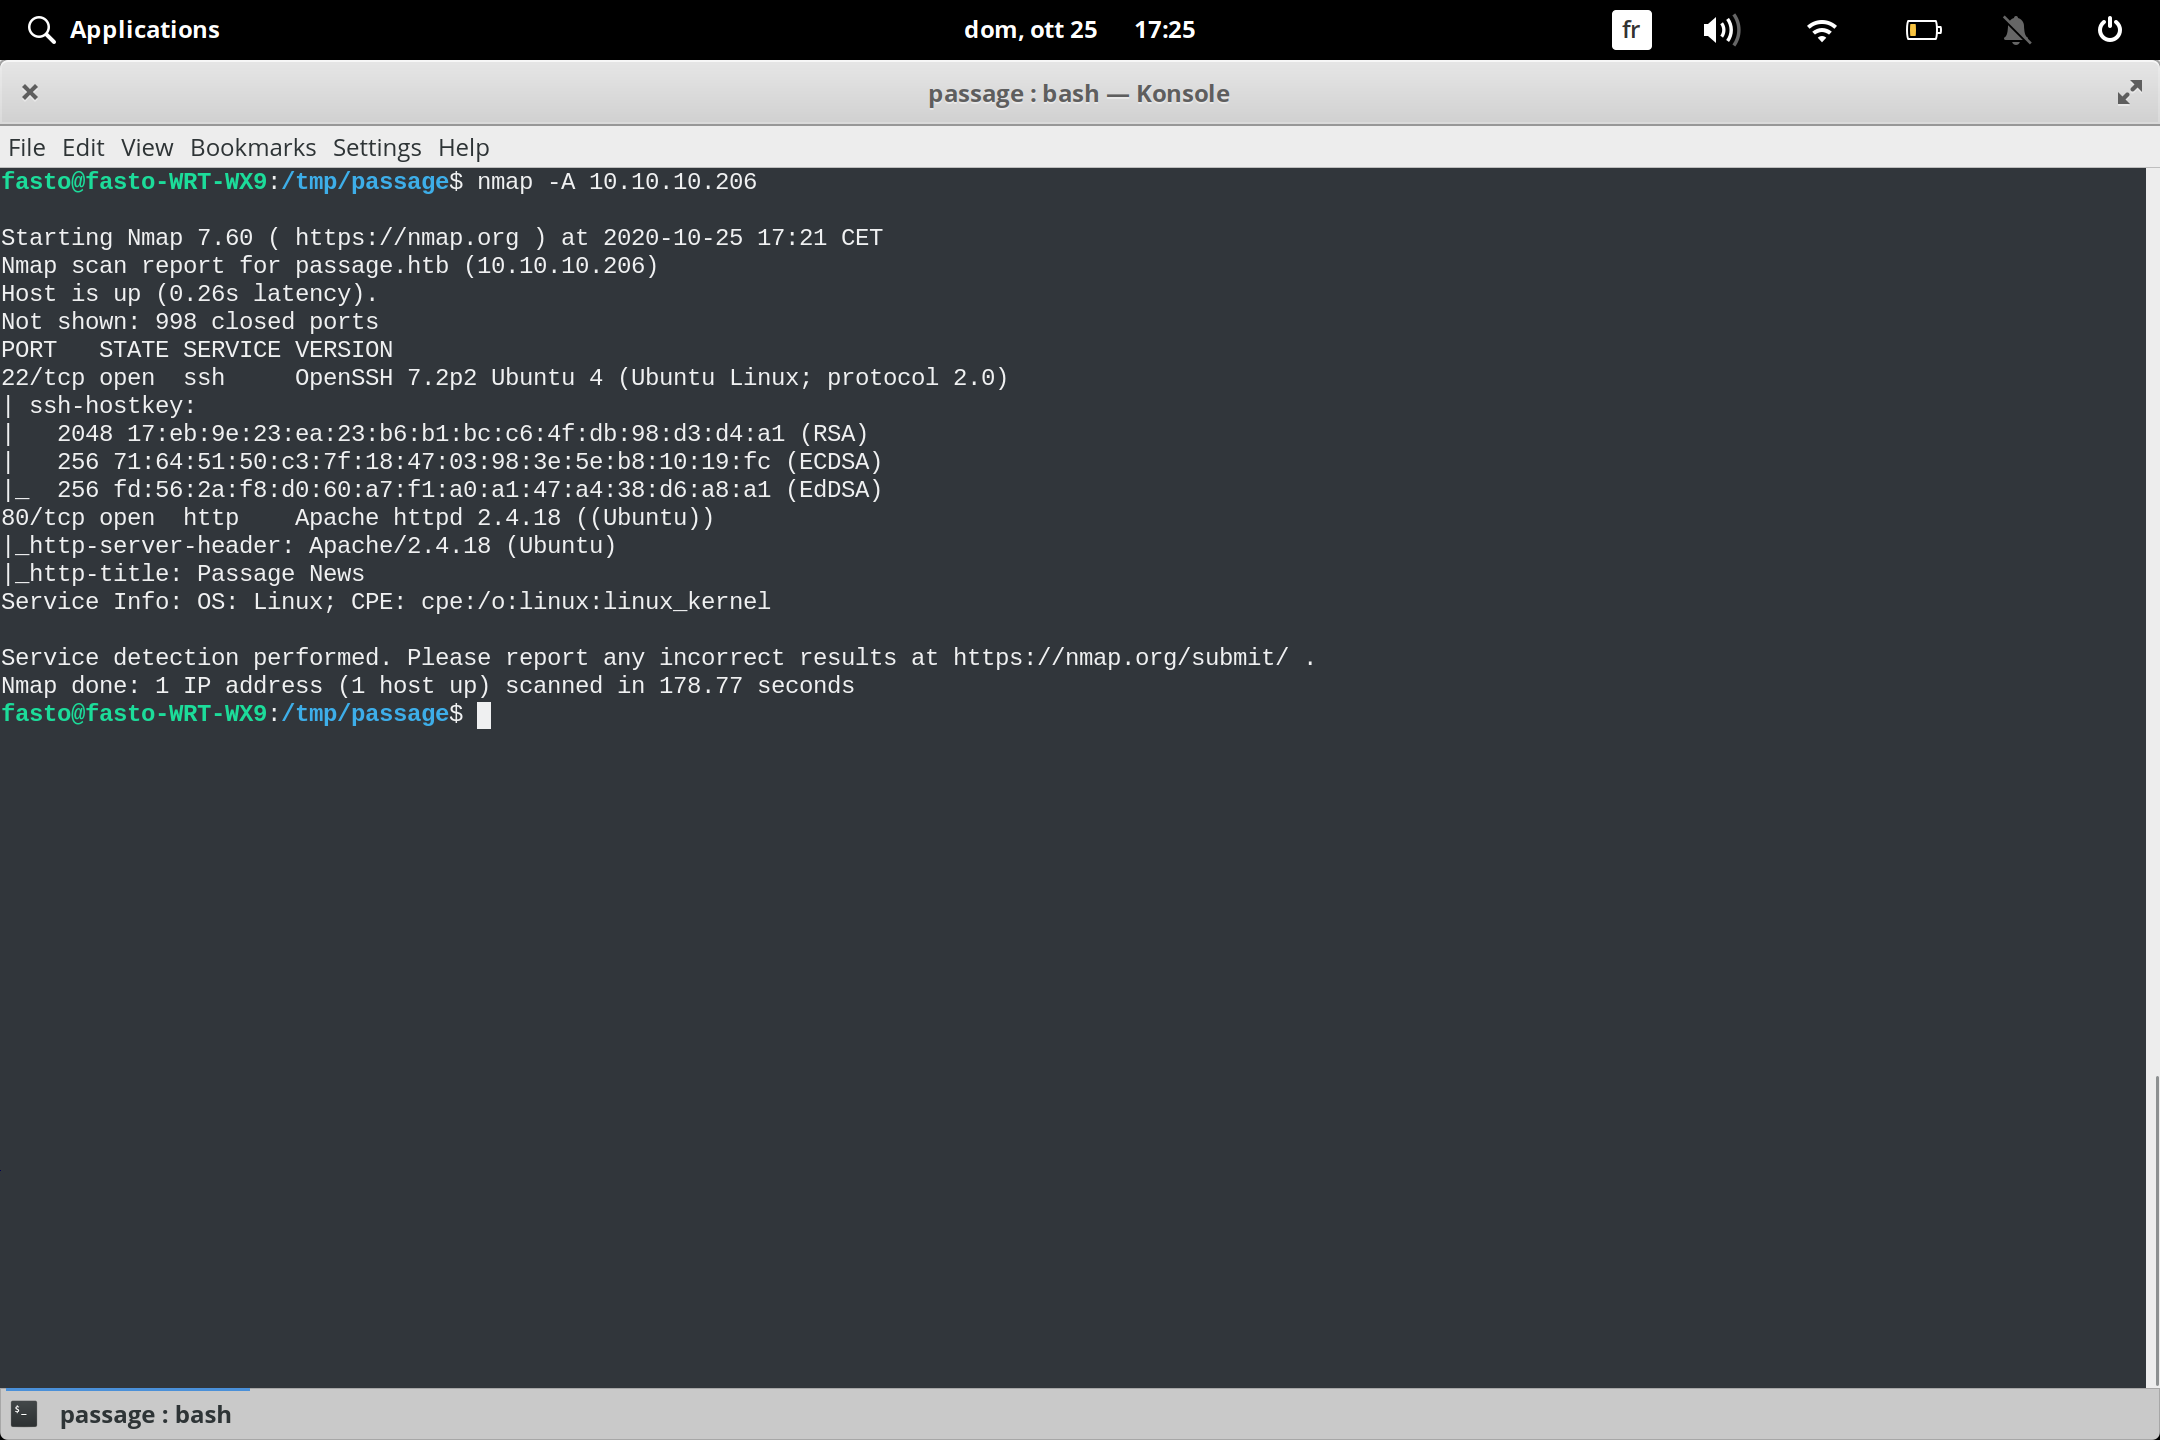 Applications
dom, ott 25 17:25
fr
passage : bash — Konsole
File Edit View Bookmarks Settings Help
fasto@fasto-WRT-WX9:/tmp/passage$ nmap -A 10.10.10.206
Starting Nmap 7.60 ( https://nmap.org ) at 2020-10-25 17:21 CET
Nmap scan report for passage.htb (10.10.10.206)
Host is up (0.26s latency).
Not shown: 998 closed ports
PORT   STATE SERVICE VERSION
22/tcp open  ssh     OpenSSH 7.2p2 Ubuntu 4 (Ubuntu Linux; protocol 2.0)
| ssh-hostkey:
|   2048 17:eb:9e:23:ea:23:b6:b1:bc:c6:4f:db:98:d3:d4:a1 (RSA)
|   256 71:64:51:50:c3:7f:18:47:03:98:3e:5e:b8:10:19:fc (ECDSA)
|_  256 fd:56:2a:f8:d0:60:a7:f1:a0:a1:47:a4:38:d6:a8:a1 (EdDSA)
80/tcp open  http    Apache httpd 2.4.18 ((Ubuntu))
|_http-server-header: Apache/2.4.18 (Ubuntu)
|_http-title: Passage News
Service Info: OS: Linux; CPE: cpe:/o:linux:linux_kernel
Service detection performed. Please report any incorrect results at https://nmap.org/submit/ .
Nmap done: 1 IP address (1 host up) scanned in 178.77 seconds
fasto@fasto-WRT-WX9:/tmp/passage$
passage : bash